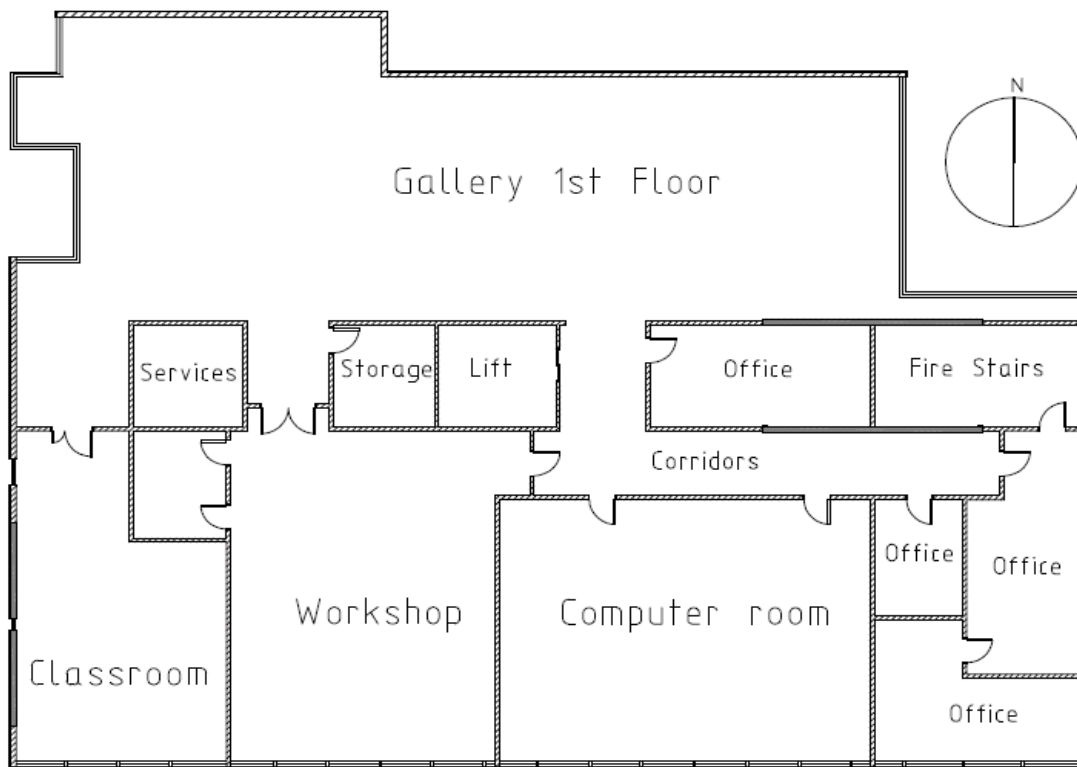 N
Gallery 1st Floor
Services
Storage
Lift
Office
Fire Stairs
Corridors
Office
Office
Workshop
Computer room
Classroom
Office